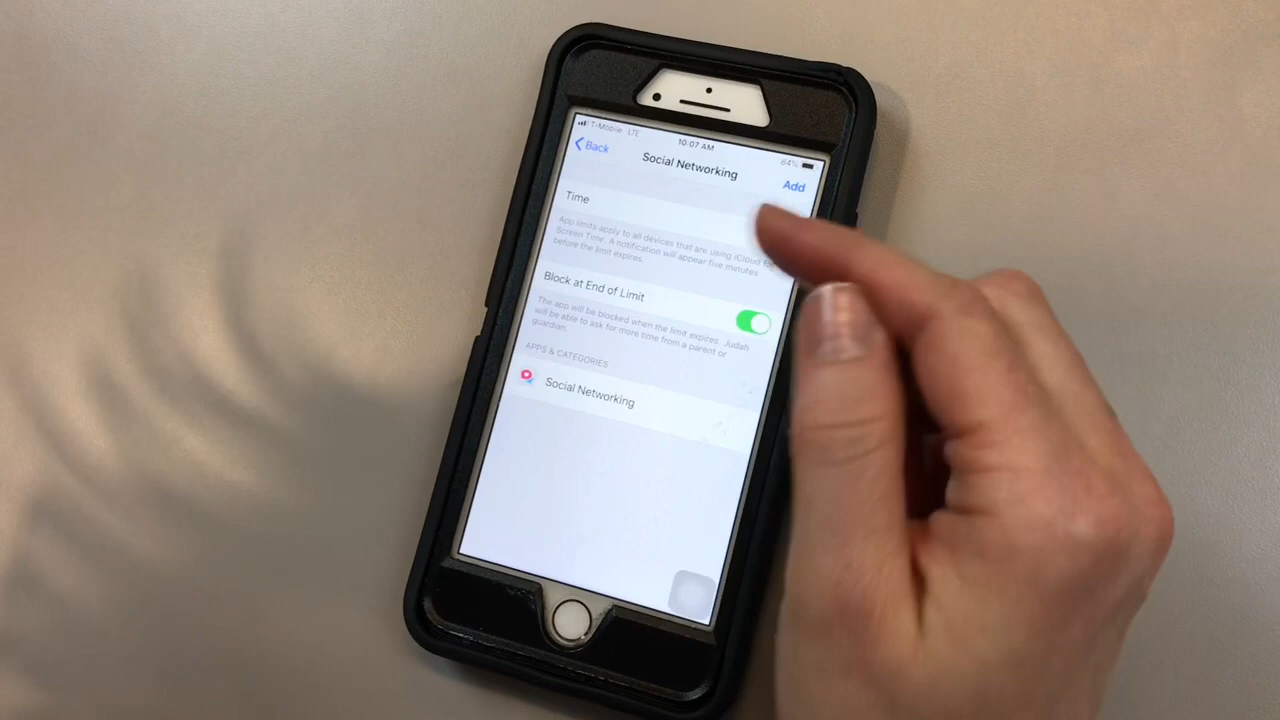 T-Mobile LTE
10:07 AM
84%
Back
Social Networking
Add
Time
App limits apply to all devices that are using iCloud for
Screen Time. A notification will appear five minutes
before the limit expires.
Block at End of Limit
The app will be blocked when the limit expires. Judah
will be able to ask for more time from a parent or
guardian.
APPS & CATEGORIES
Social Networking